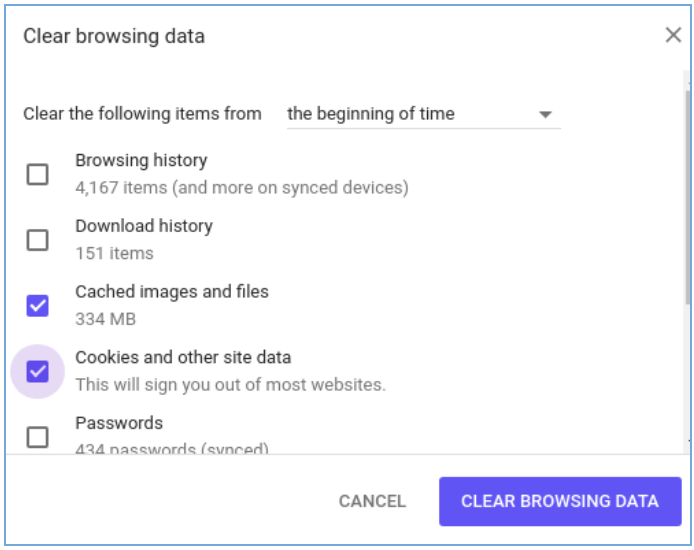 Clear browsing data
Clear the following items from the beginning of time
Browsing history
4,167 items (and more on synced devices)
Download history
151 items
Cached images and files
334 MB
Cookies and other site data
This will sign you out of most websites.
Passwords
434 passwords (synced)
CANCEL CLEAR BROWSING DATA